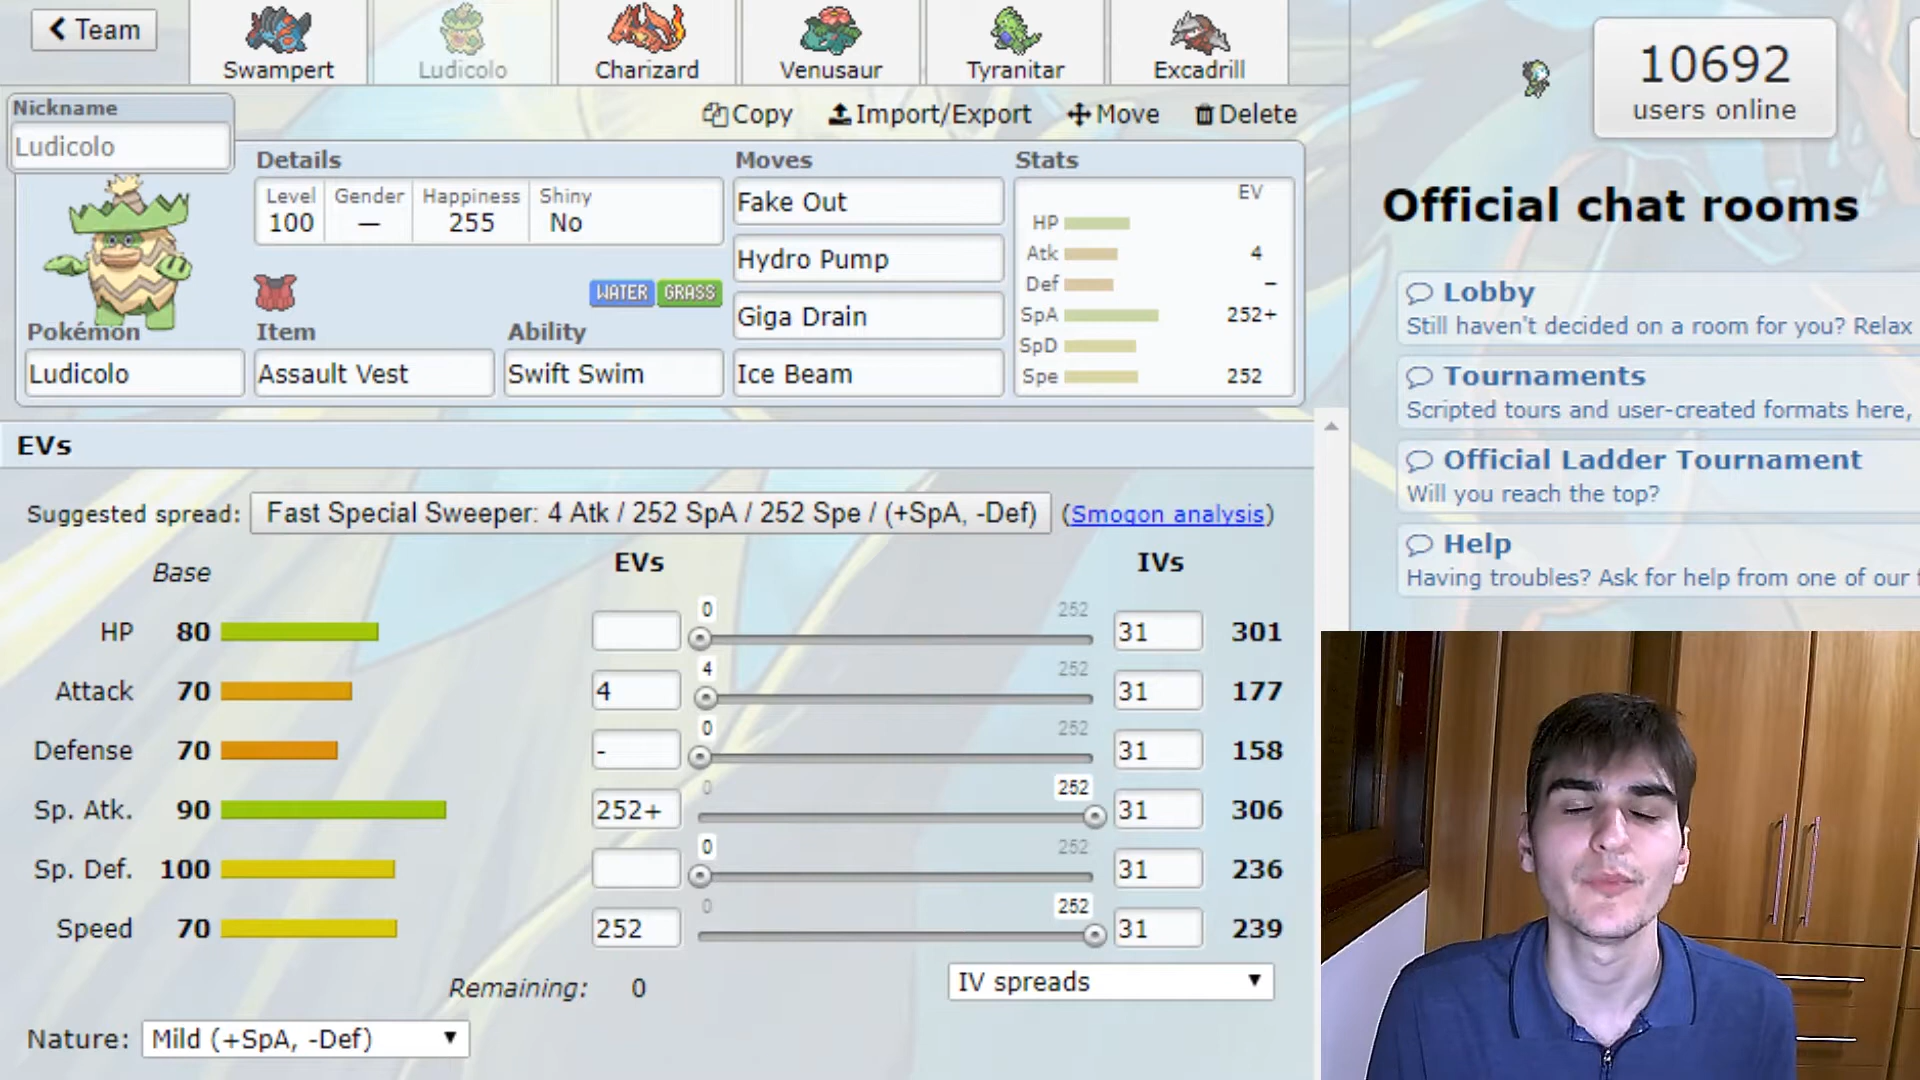 Team
Swampert
Ludicolo
Charizard
Venusaur
Tyranitar
Excadrill
10692
users online
Nickname
Ludicolo
Copy
Import/Export
Move
Delete
Details
Moves
Stats
Level
100
Gender
—
Happiness
255
Shiny
No
WATER
GRASS
Pokémon
Ludicolo
Item
Assault Vest
Ability
Swift Swim
Fake Out
Hydro Pump
Giga Drain
Ice Beam
EV
HP
Atk 4
Def –
SpA 252+
SpD
Spe 252
Official chat rooms
Lobby
Still haven't decided on a room for you? Relax
Tournaments
Scripted tours and user-created formats here,
Official Ladder Tournament
Will you reach the top?
Help
Having troubles? Ask for help from one of our
EVs
Suggested spread: Fast Special Sweeper: 4 Atk / 252 SpA / 252 Spe / (+SpA, -Def) (Smogon analysis)
Base EVs IVs
HP 80 0 252 31 301
Attack 70 4 4 252 31 177
Defense 70 - 0 252 31 158
Sp. Atk. 90 252+ 0 252 31 306
Sp. Def. 100 0 252 31 236
Speed 70 252 0 252 31 239
Remaining: 0
IV spreads
Nature: Mild (+SpA, -Def)